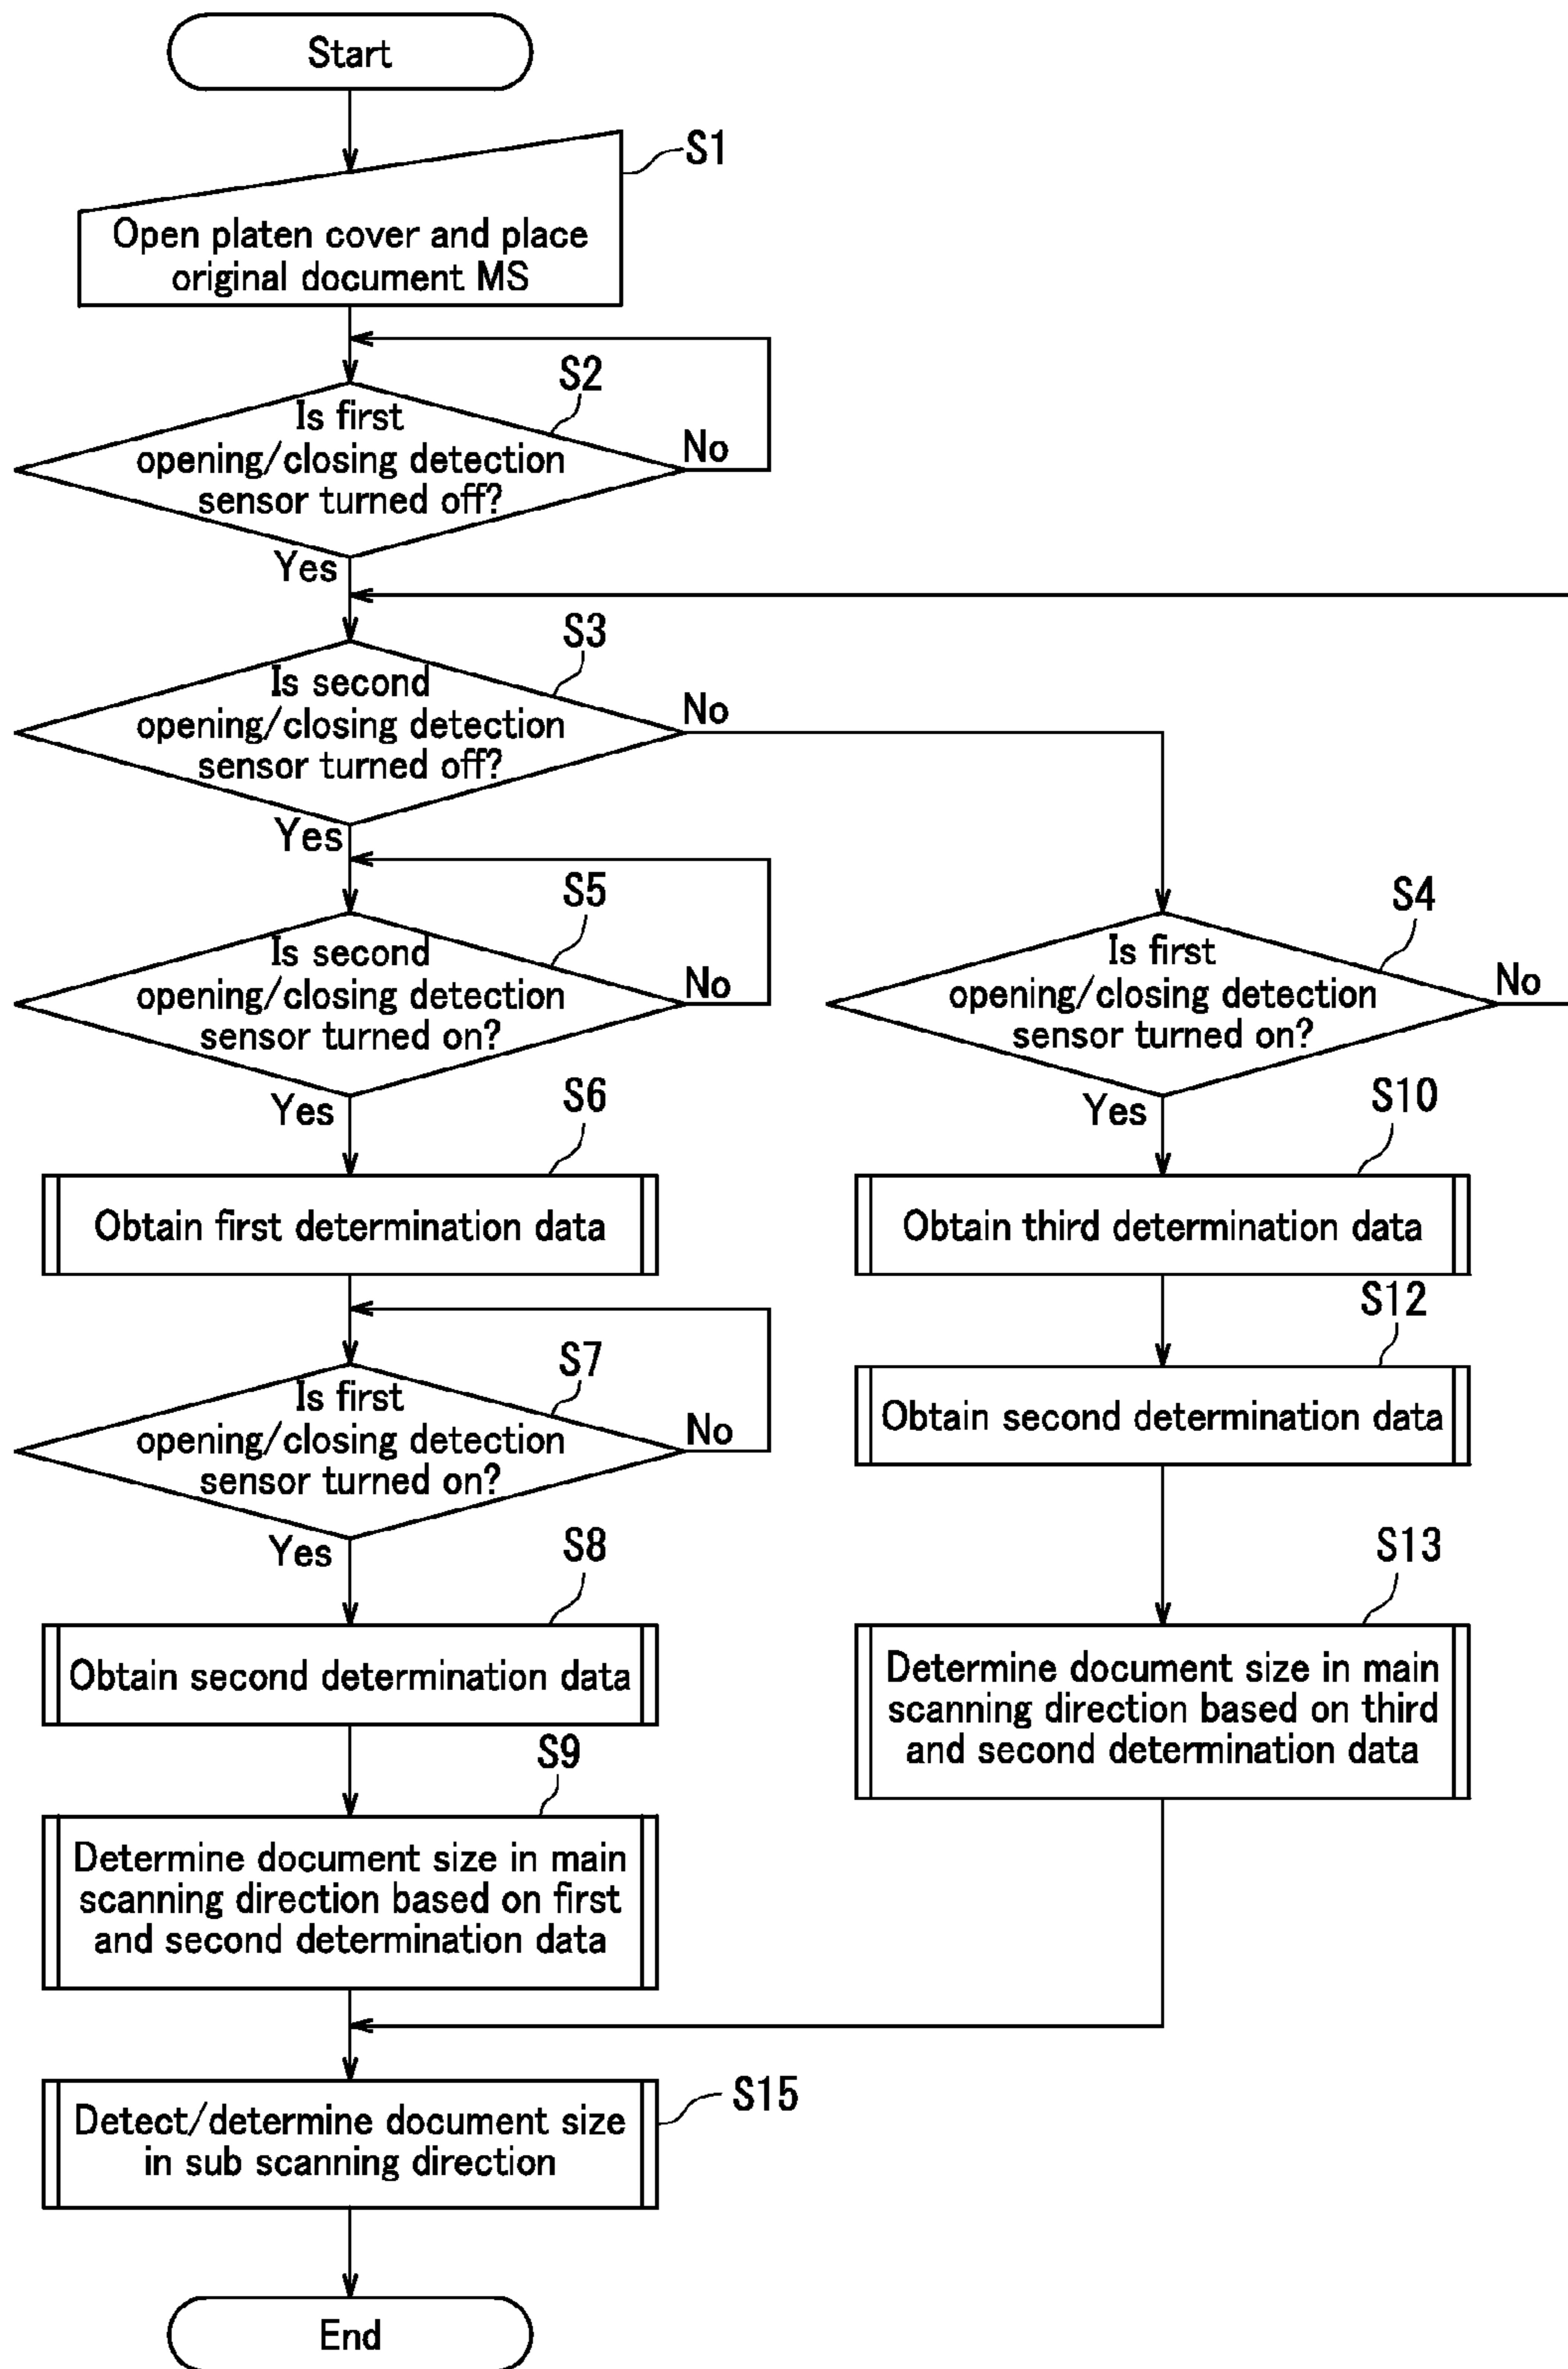 Start
S1
Open platen cover and place
original document MS
S2
Is first
opening/closing detection
sensor turned off?
No
Yes
S3
Is second
opening/closing detection
sensor turned off?
No
Yes
S5
Is second
opening/closing detection
sensor turned on?
No
Yes
S4
Is first
opening/closing detection
sensor turned on?
No
Yes
S6
Obtain first determination data
S10
Obtain third determination data
S12
Obtain second determination data
S7
Is first
opening/closing detection
sensor turned on?
No
Yes
S8
Obtain second determination data
S13
Determine document size in main
scanning direction based on third
and second determination data
S9
Determine document size in main
scanning direction based on first
and second determination data
S15
Detect/determine document size
in sub scanning direction
End